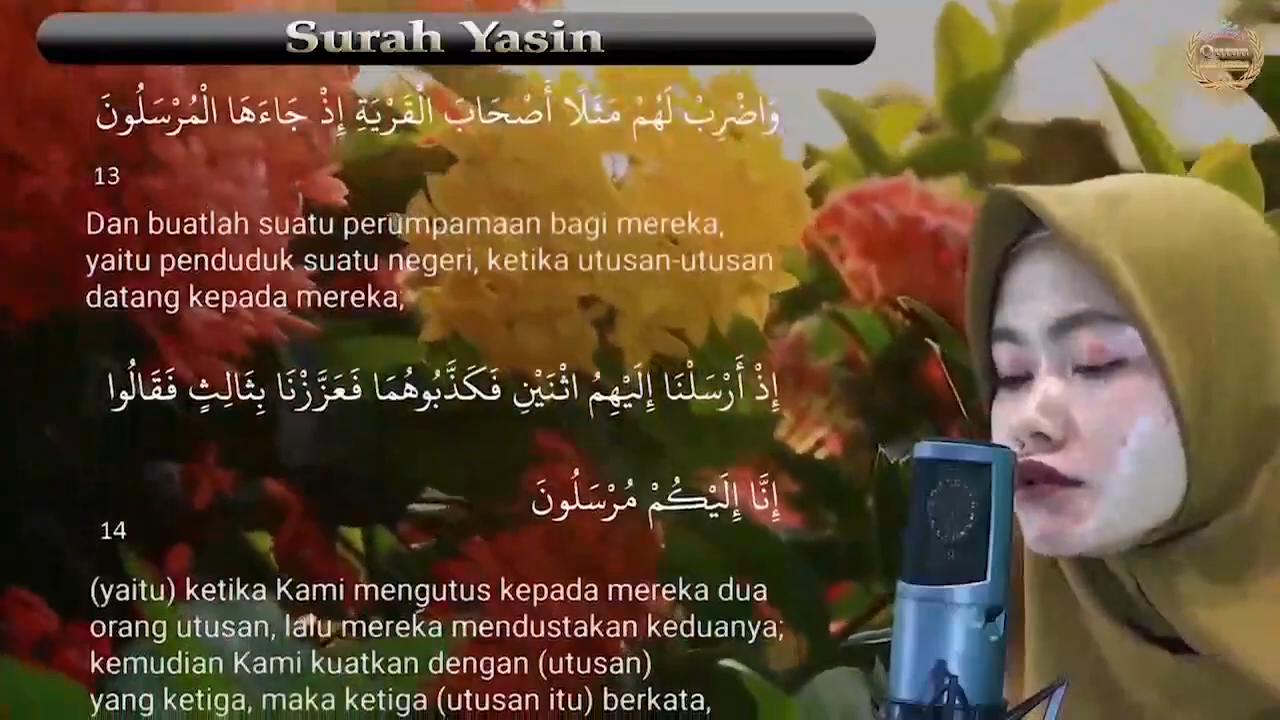 Surah Yasin
وَاضْرِبْ لَهُمْ مَثَلًا أَصْحَابَ الْقَرْيَةِ إِذْ جَاءَهَا الْمُرْسَلُونَ
13
Dan buatlah suatu perumpamaan bagi mereka,
yaitu penduduk suatu negeri, ketika utusan-utusan
datang kepada mereka;
إِذْ أَرْسَلْنَا إِلَيْهِمُ اثْنَيْنِ فَكَذَّبُوهُمَا فَعَزَّزْنَا بِثَالِثٍ فَقَالُوا
إِنَّا إِلَيْكُمْ مُرْسَلُونَ
14
(yaitu) ketika Kami mengutus kepada mereka dua
orang utusan, lalu mereka mendustakan keduanya;
kemudian Kami kuatkan dengan (utusan)
yang ketiga, maka ketiga (utusan itu) berkata,